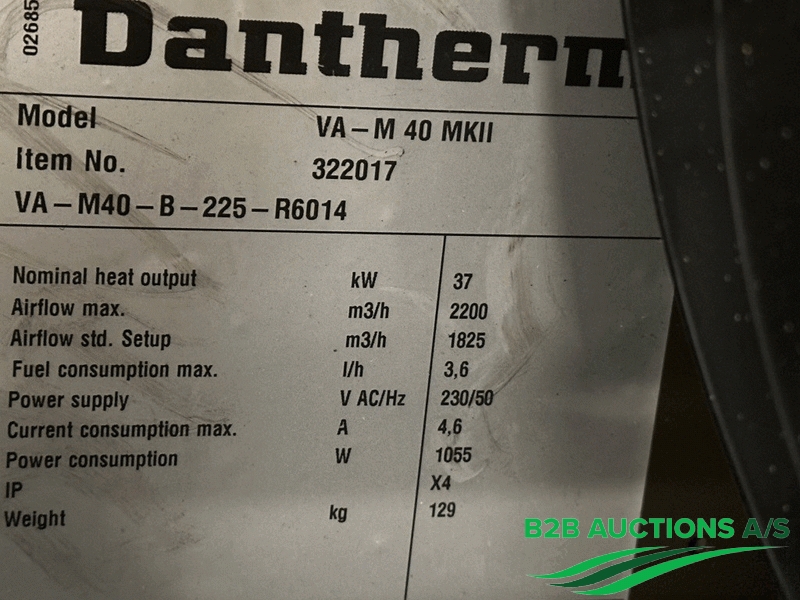 02685
Dantherm
Model VA-M 40 MKII
Item No. 322017
VA-M40-B-225-R6014
Nominal heat output kW 37
Airflow max. m3/h 2200
Airflow std. Setup m3/h 1825
Fuel consumption max. l/h 3,6
Power supply V AC/Hz 230/50
Current consumption max. A 4,6
Power consumption W 1055
IP X4
Weight kg 129
B2B AUCTIONS A/S